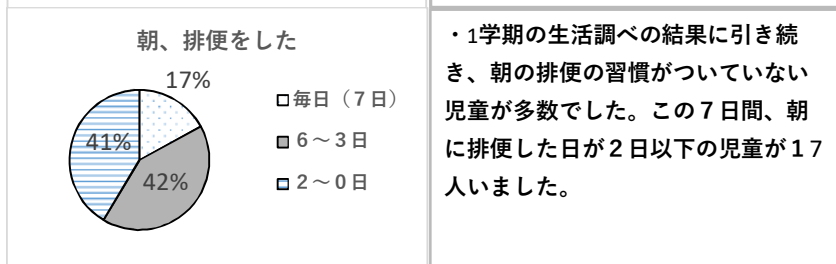 朝、排便をした
17%
41%
42%
毎日（７日）
６～３日
２～０日
・1学期の生活調べの結果に引き続
き、朝の排便の習慣がついていない
児童が多数でした。この７日間、朝
に排便した日が２日以下の児童が１7
人いました。